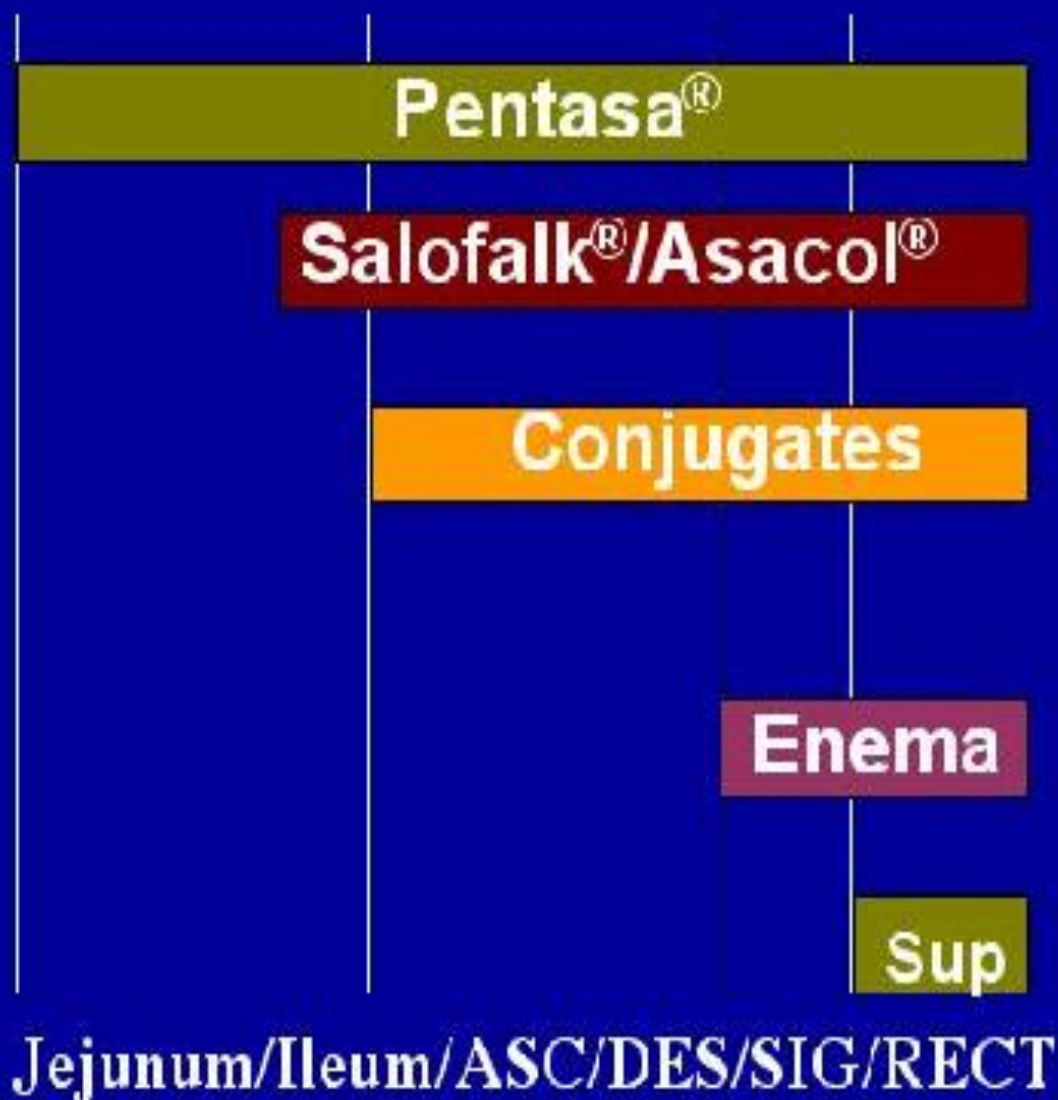 Pentasa®
Salofalk®/Asacol®
Conjugates
Enema
Sup
Jejunum/Ileum/ASC/DES/SIG/RECT